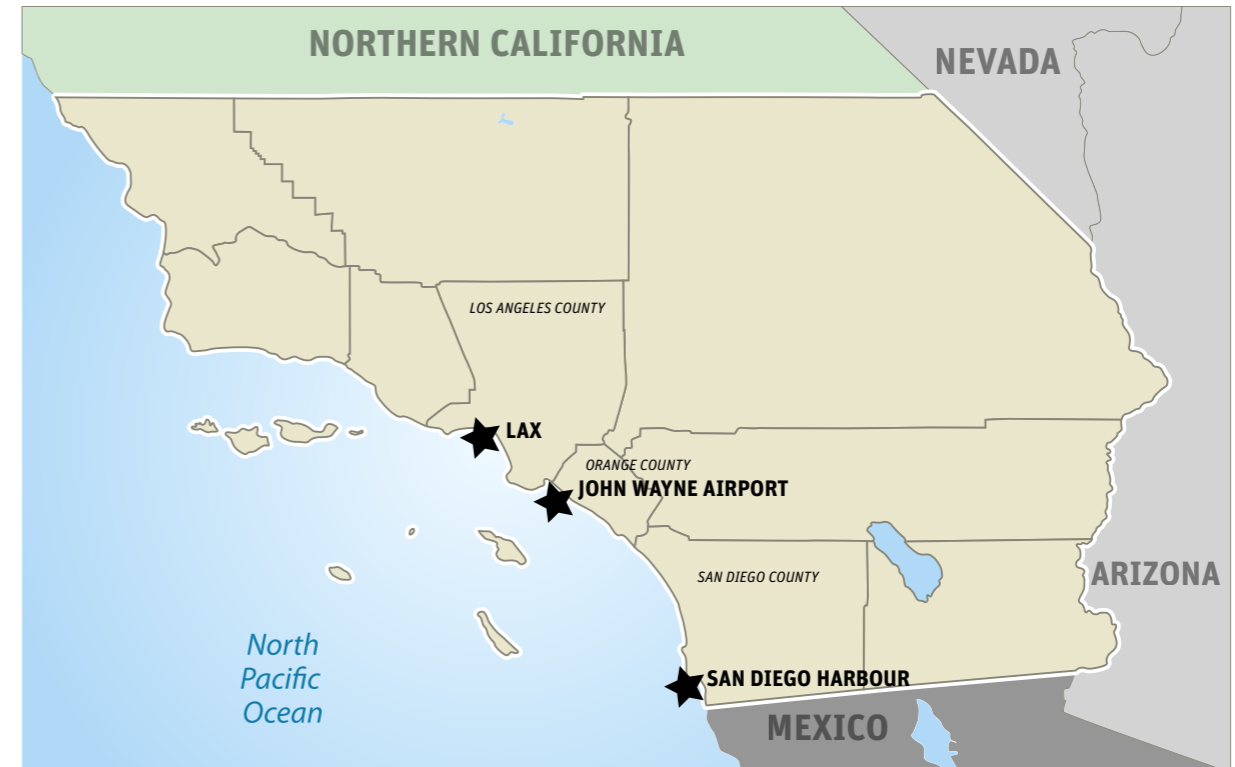 NORTHERN CALIFORNIA
NEVADA
LOS ANGELES COUNTY
LAX
ORANGE COUNTY
JOHN WAYNE AIRPORT
SAN DIEGO COUNTY
ARIZONA
North
Pacific
Ocean
SAN DIEGO HARBOUR
MEXICO